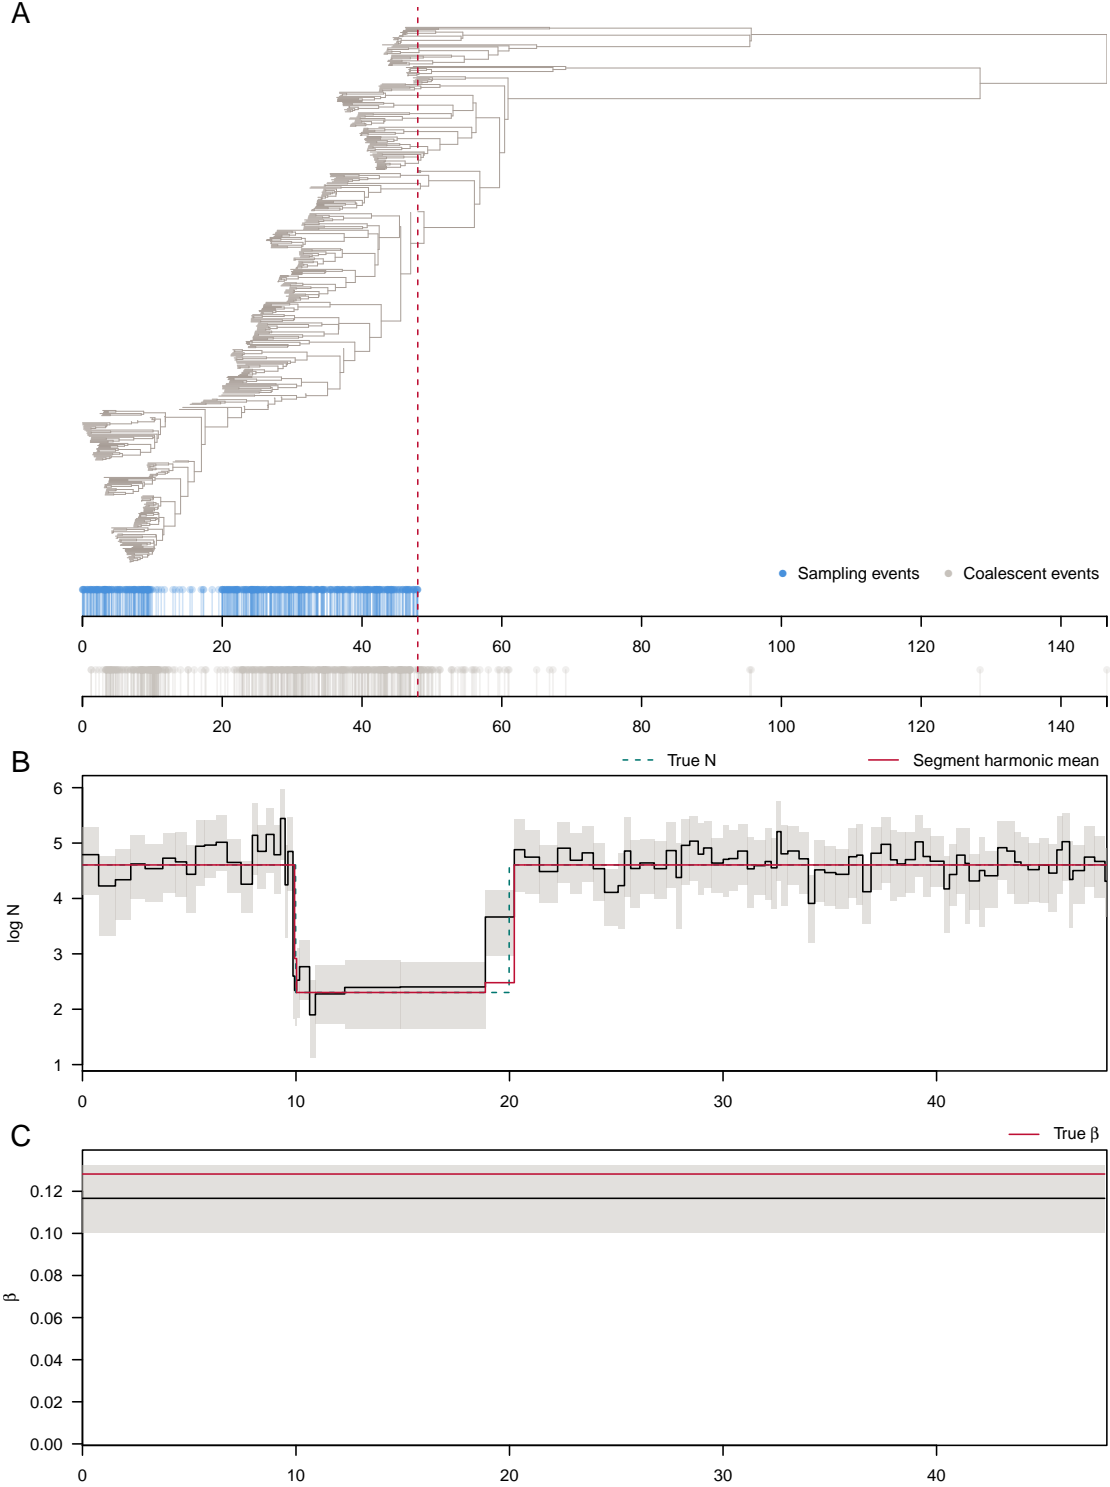 A
Sampling events Coalescent events
0 20 40 60 80 100 120 140
0 20 40 60 80 100 120 140
B
True N Segment harmonic mean
6
5
4
3
2
1
log N
0 10 20 30 40
C
True β
0.12
0.10
0.08
0.06
0.04
0.02
0.00
β
0 10 20 30 40